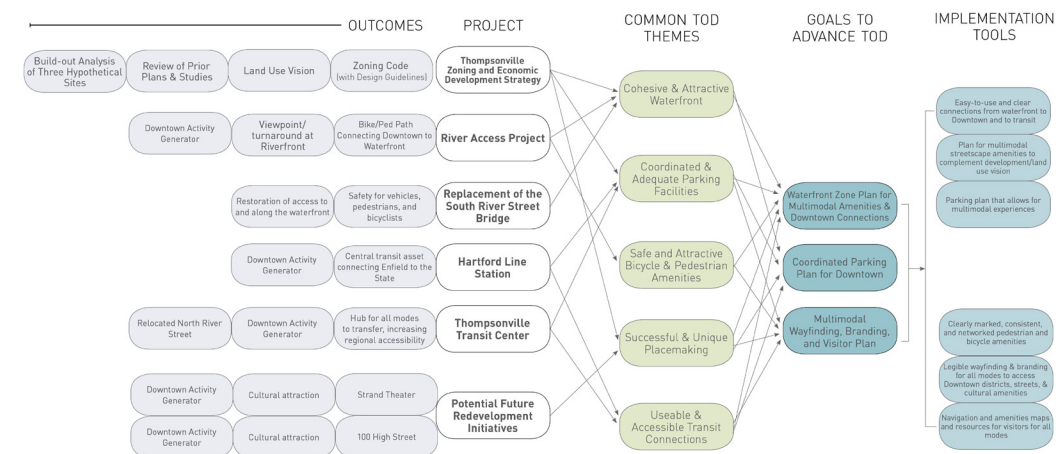 OUTCOMES
PROJECT
COMMON TOD
THEMES
GOALS TO
ADVANCE TOD
IMPLEMENTATION
TOOLS
Build-out Analysis
of Three Hypothetical
Sites
Review of Prior
Plans & Studies
Land Use Vision
Zoning Code
(with Design Guidelines)
Thompsonville
Zoning and Economic
Development Strategy
Downtown Activity
Generator
Viewpoint/
turnaround at
Riverfront
Bike/Ped Path
Connecting Downtown to
Waterfront
River Access Project
Restoration of access to
and along the waterfront
Safety for vehicles,
pedestrians, and
bicyclists
Replacement of the
South River Street
Bridge
Downtown Activity
Generator
Central transit asset
connecting Enfield to the
State
Hartford Line
Station
Relocated North River
Street
Downtown Activity
Generator
Hub for all modes
to transfer, increasing
regional accessibility
Thompsonville
Transit Center
Downtown Activity
Generator
Cultural attraction
Strand Theater
Downtown Activity
Generator
Cultural attraction
100 High Street
Potential Future
Redevelopment
Initiatives
Cohesive & Attractive
Waterfront
Coordinated &
Adequate Parking
Facilities
Safe and Attractive
Bicycle & Pedestrian
Amenities
Successful & Unique
Placemaking
Useable &
Accessible Transit
Connections
Waterfront Zone Plan for
Multimodal Amenities &
Downtown Connections
Coordinated Parking
Plan for Downtown
Multimodal
Wayfinding, Branding,
and Visitor Plan
Easy-to-use and clear
connections from waterfront to
Downtown and to transit
Plan for multimodal
streetscape amenities to
complement development/land
use vision
Parking plan that allows for
multimodal experiences
Clearly marked, consistent,
and networked pedestrian and
bicycle amenities
Legible wayfinding & branding
for all modes to access
Downtown districts, streets, &
cultural amenities
Navigation and amenities maps
and resources for visitors for all
modes